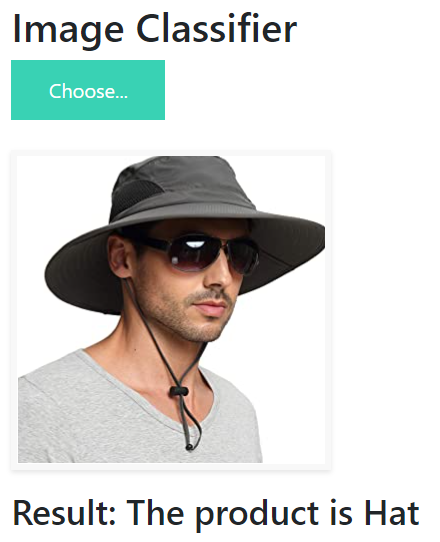 Image Classifier
Choose...
Result: The product is Hat